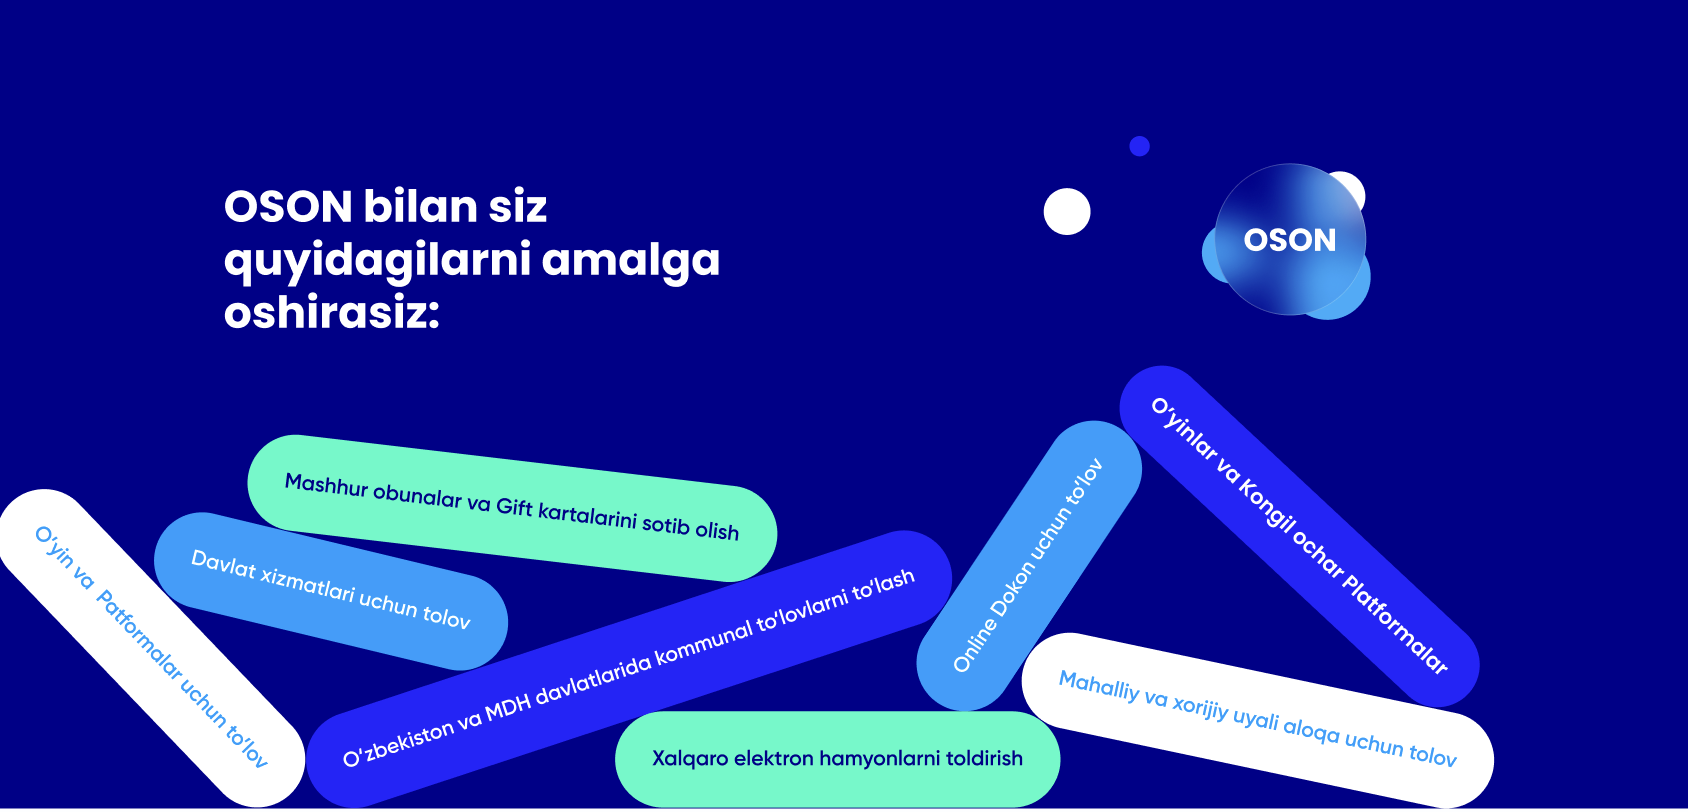 OSON bilan siz
quyidagilarni amalga
oshirasiz:
OSON
O‘yinlar va Kongil ochar Platformalar
Mashhur obunalar va Gift kartalarini sotib olish
Online Dokon uchun to‘lov
O‘yin va Patformalar uchun to‘lov
Davlat xizmatlari uchun tolov
O‘zbekiston va MDH davlatlarida kommunal to‘lovlarni to‘lash
Mahalliy va xorijiy uyali aloqa uchun tolov
Xalqaro elektron hamyonlarni toldirish